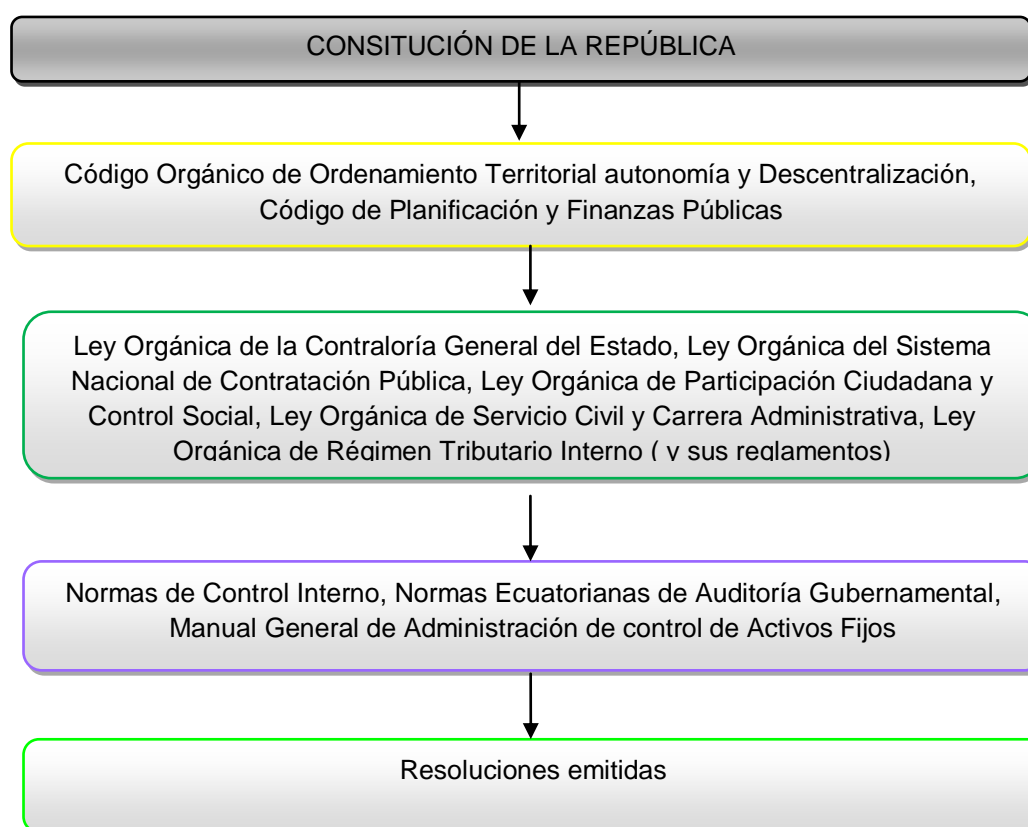 CONSITUCIÓN DE LA REPÚBLICA
Código Orgánico de Ordenamiento Territorial autonomía y Descentralización,
Código de Planificación y Finanzas Públicas
Ley Orgánica de la Contraloría General del Estado, Ley Orgánica del Sistema
Nacional de Contratación Pública, Ley Orgánica de Participación Ciudadana y
Control Social, Ley Orgánica de Servicio Civil y Carrera Administrativa, Ley
Orgánica de Régimen Tributario Interno ( y sus reglamentos)
Normas de Control Interno, Normas Ecuatorianas de Auditoría Gubernamental,
Manual General de Administración de control de Activos Fijos
Resoluciones emitidas